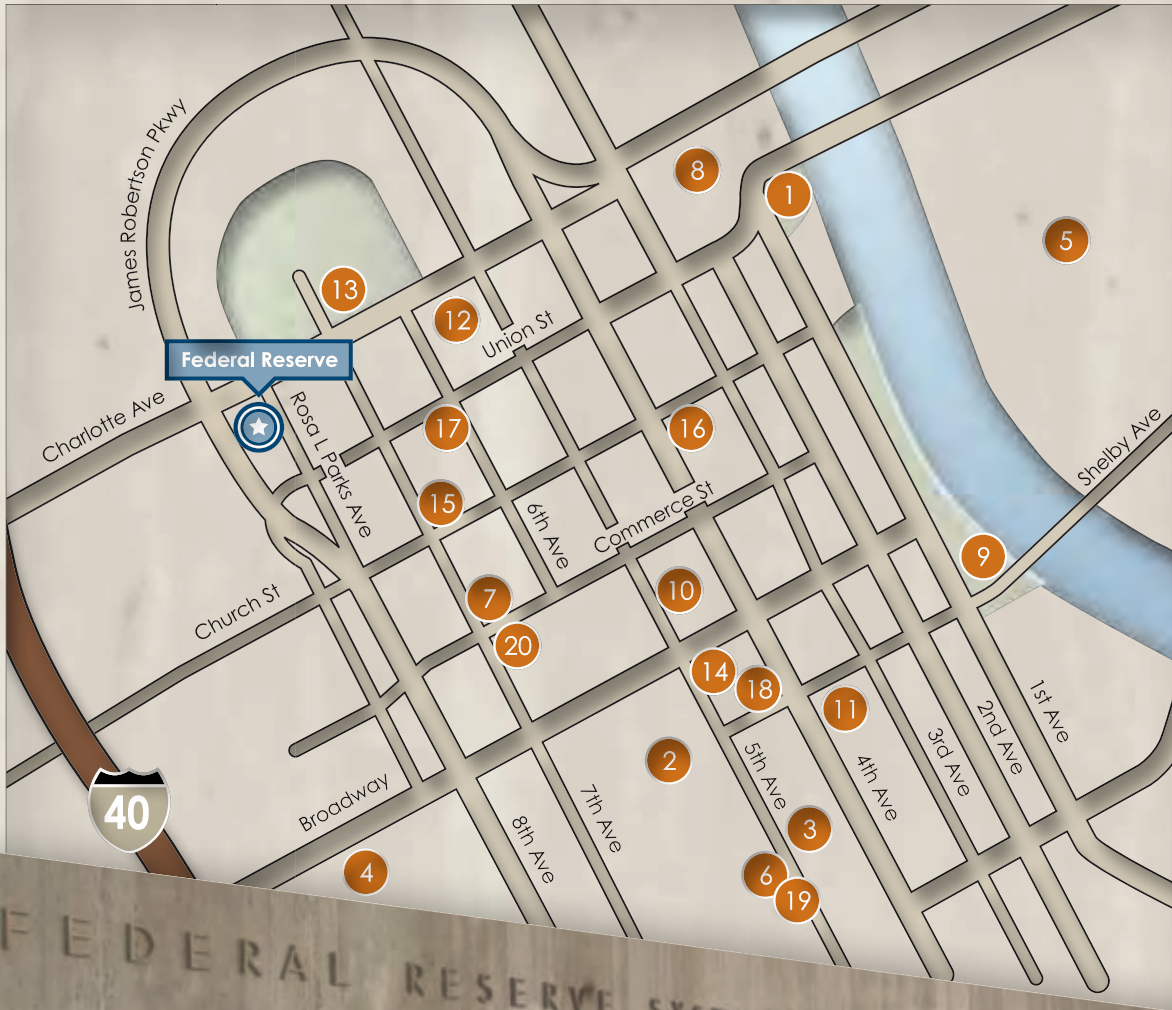 James Robertson Pkwy
8
1
5
13
12
Union St
Federal Reserve
Charlotte Ave
Rosa L Parks Ave
17
16
Shelby Ave
15
6th Ave
Commerce St
9
Church St
7
10
20
14
18
11
1st Ave
2nd Ave
3rd Ave
4th Ave
5th Ave
2
7th Ave
8th Ave
Broadway
40
3
4
6
19
FEDERAL RESERVE